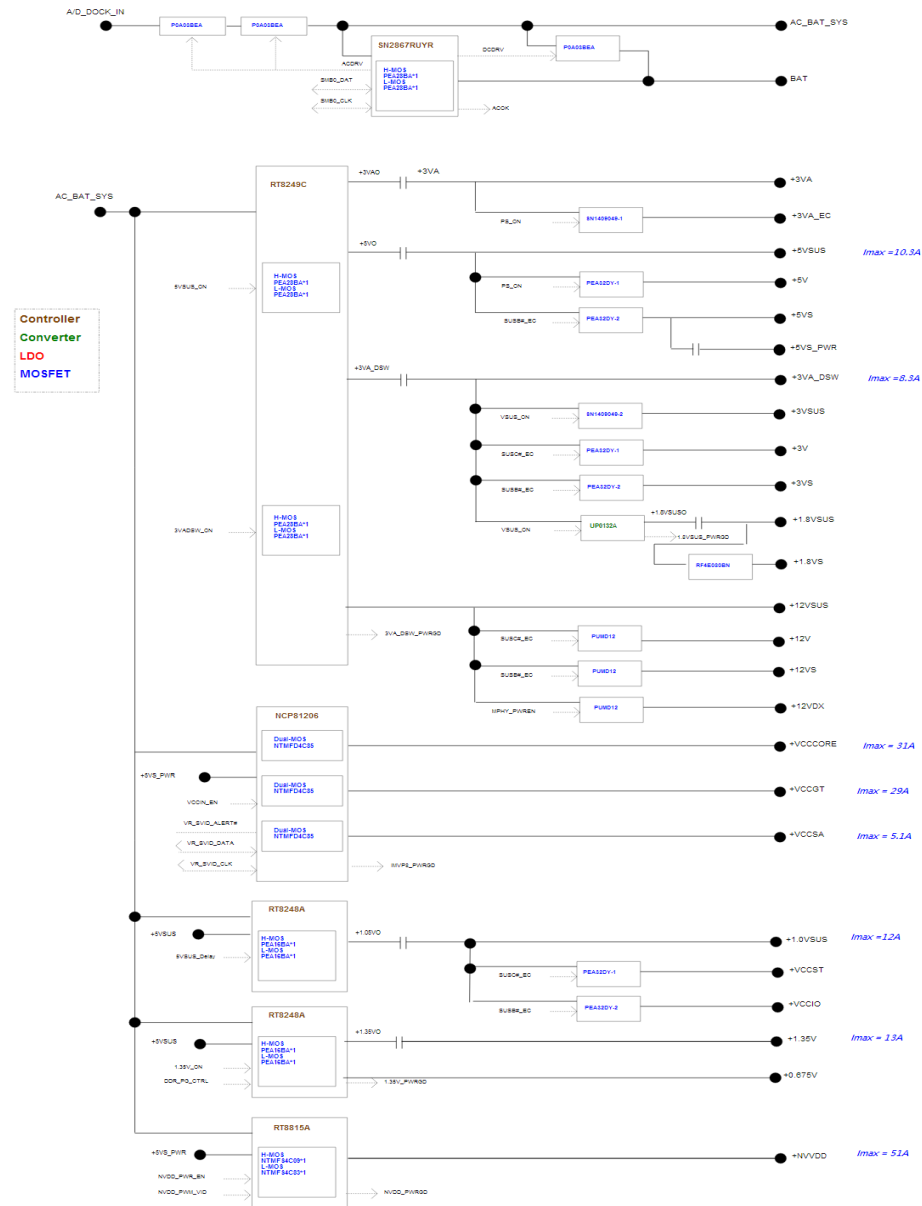 A/D_DOCK_IN
AC_BAT_SYS
P0A03BEA
P0A03BEA
SN2867RUYR
DCDRV
P0A03BEA
ACDRV
H-MOS
PEA28BA*1
L-MOS
PEA28BA*1
SMB0_DAT
SMB0_CLK
ACOK
BAT
AC_BAT_SYS
RT8249C
+3VAO
+3VA
+3VA
PS_ON
+3VA_EC
+5VO
+5VSUS
Imax =10.3A
5VSUS_ON
H-MOS
PEA28BA*1
L-MOS
PEA28BA*1
PS_ON
PEA32DY-1
+5V
SUSB#_EC
PEA32DY-2
+5VS
+5VS_PWR
Controller
Converter
LDO
MOSFET
+3VA_DSW
+3VA_DSW
Imax =8.3A
VSUS_ON
+3VSUS
SUSC#_EC
PEA32DY-1
+3V
SUSB#_EC
PEA32DY-2
+3VS
3VADSW_ON
H-MOS
PEA28BA*1
L-MOS
PEA28BA*1
VSUS_ON
UP0132A
+1.8VSUSO
1.8VSUS_PWRGD
+1.8VSUS
+1.8VS
+12VSUS
3VA_DSW_PWRGD
SUSC#_EC
PUMD12
+12V
SUSB#_EC
PUMD12
+12VS
MPHY_PWREN
PUMD12
+12VDX
NCP81206
Dual-MOS
NTMFD4C85
+VCCCORE
Imax = 31A
+5VS_PWR
VCCIN_EN
Dual-MOS
NTMFD4C85
+VCCGT
Imax = 29A
VR_SVID_ALERT#
VR_SVID_DATA
VR_SVID_CLK
Dual-MOS
NTMFD4C85
+VCCSA
Imax = 5.1A
IMVP8_PWRGD
RT8248A
+5VSUS
5VSUS_Delay
H-MOS
PEA16BA*1
L-MOS
PEA16BA*1
+1.05VO
+1.0VSUS
Imax =12A
SUSC#_EC
PEA32DY-1
+VCCST
SUSB#_EC
PEA32DY-2
+VCCIO
RT8248A
+5VSUS
1.35V_ON
DDR_PG_CTRL
H-MOS
PEA16BA*1
L-MOS
PEA16BA*1
+1.35VO
+1.35V
Imax = 13A
1.35V_PWRGD
+0.675V
RT8815A
+5VS_PWR
NVDD_PWR_EN
NVDD_PWM_VID
H-MOS
NTMFS4C09*1
L-MOS
NTMFS4C03*1
+NVVDD
Imax = 51A
NVDD_PWRGD